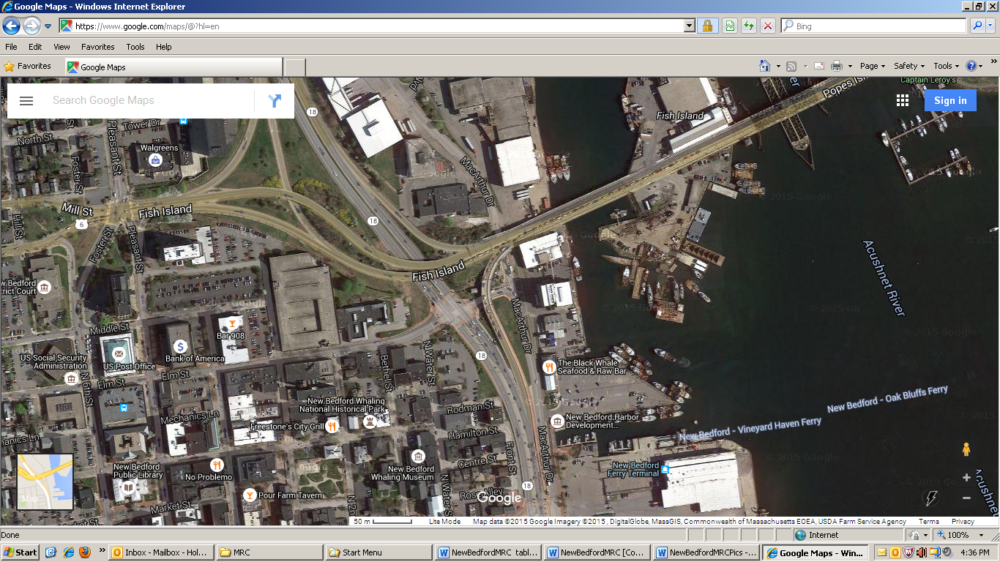 Google Maps - Windows Internet Explorer
https://www.google.com/maps/@?hl=en
Bing
File Edit View Favorites Tools Help
Favorites
Google Maps
Page
Safety
Tools
Search Google Maps
Sign in
Captain Leroy's
Popes Isl
Fish Island
18
Tower Dr
North St
Pleasant St
Walgreens
Foster St
MacArthur Dr
Mill St
6
Fish Island
18
Hill St
Foster St
Pleasant St
Fish Island
Acushnet River
w Bedford
trict Court
MacArthur Dr
Middle St
Bar 908
US Social Security
Administration
US Post Office
Bank of America
18
The Black Whale
Seafood & Raw Bar
N 6th St
Elm St
Elm St
Bethel St
N Water St
New Bedford - Oak Bluffs Ferry
New Bedford Whaling
National Historical Park
Rodman St
Mechanics Ln
Freestone's City Grill
New Bedford Harbor
Development...
New Bedford - Vineyard Haven Ferry
hanics Ln
Hamilton St
Front St
MacArthur Dr
Centre St
New Bedford
Public Library
No Problemo
New Bedford
Whaling Museum
New Bedford
Ferry Terminal
Acushne
Map
Pour Farm Tavern
Market St
N 2n
N Water S
Google
18
© 2015 Google
50 m
Lite Mode
Map data ©2015 Google Imagery ©2015 , DigitalGlobe, MassGIS, Commonwealth of Massachusetts EOEA, USDA Farm Service Agency
Terms
Privacy
Done
Internet
100%
Start
Inbox - Mailbox - Hol...
MRC
Start Menu
NewBedfordMRC tabl...
NewBedfordMRC [Co...
NewBedfordMRCPics - ...
Google Maps - Win...
4:36 PM